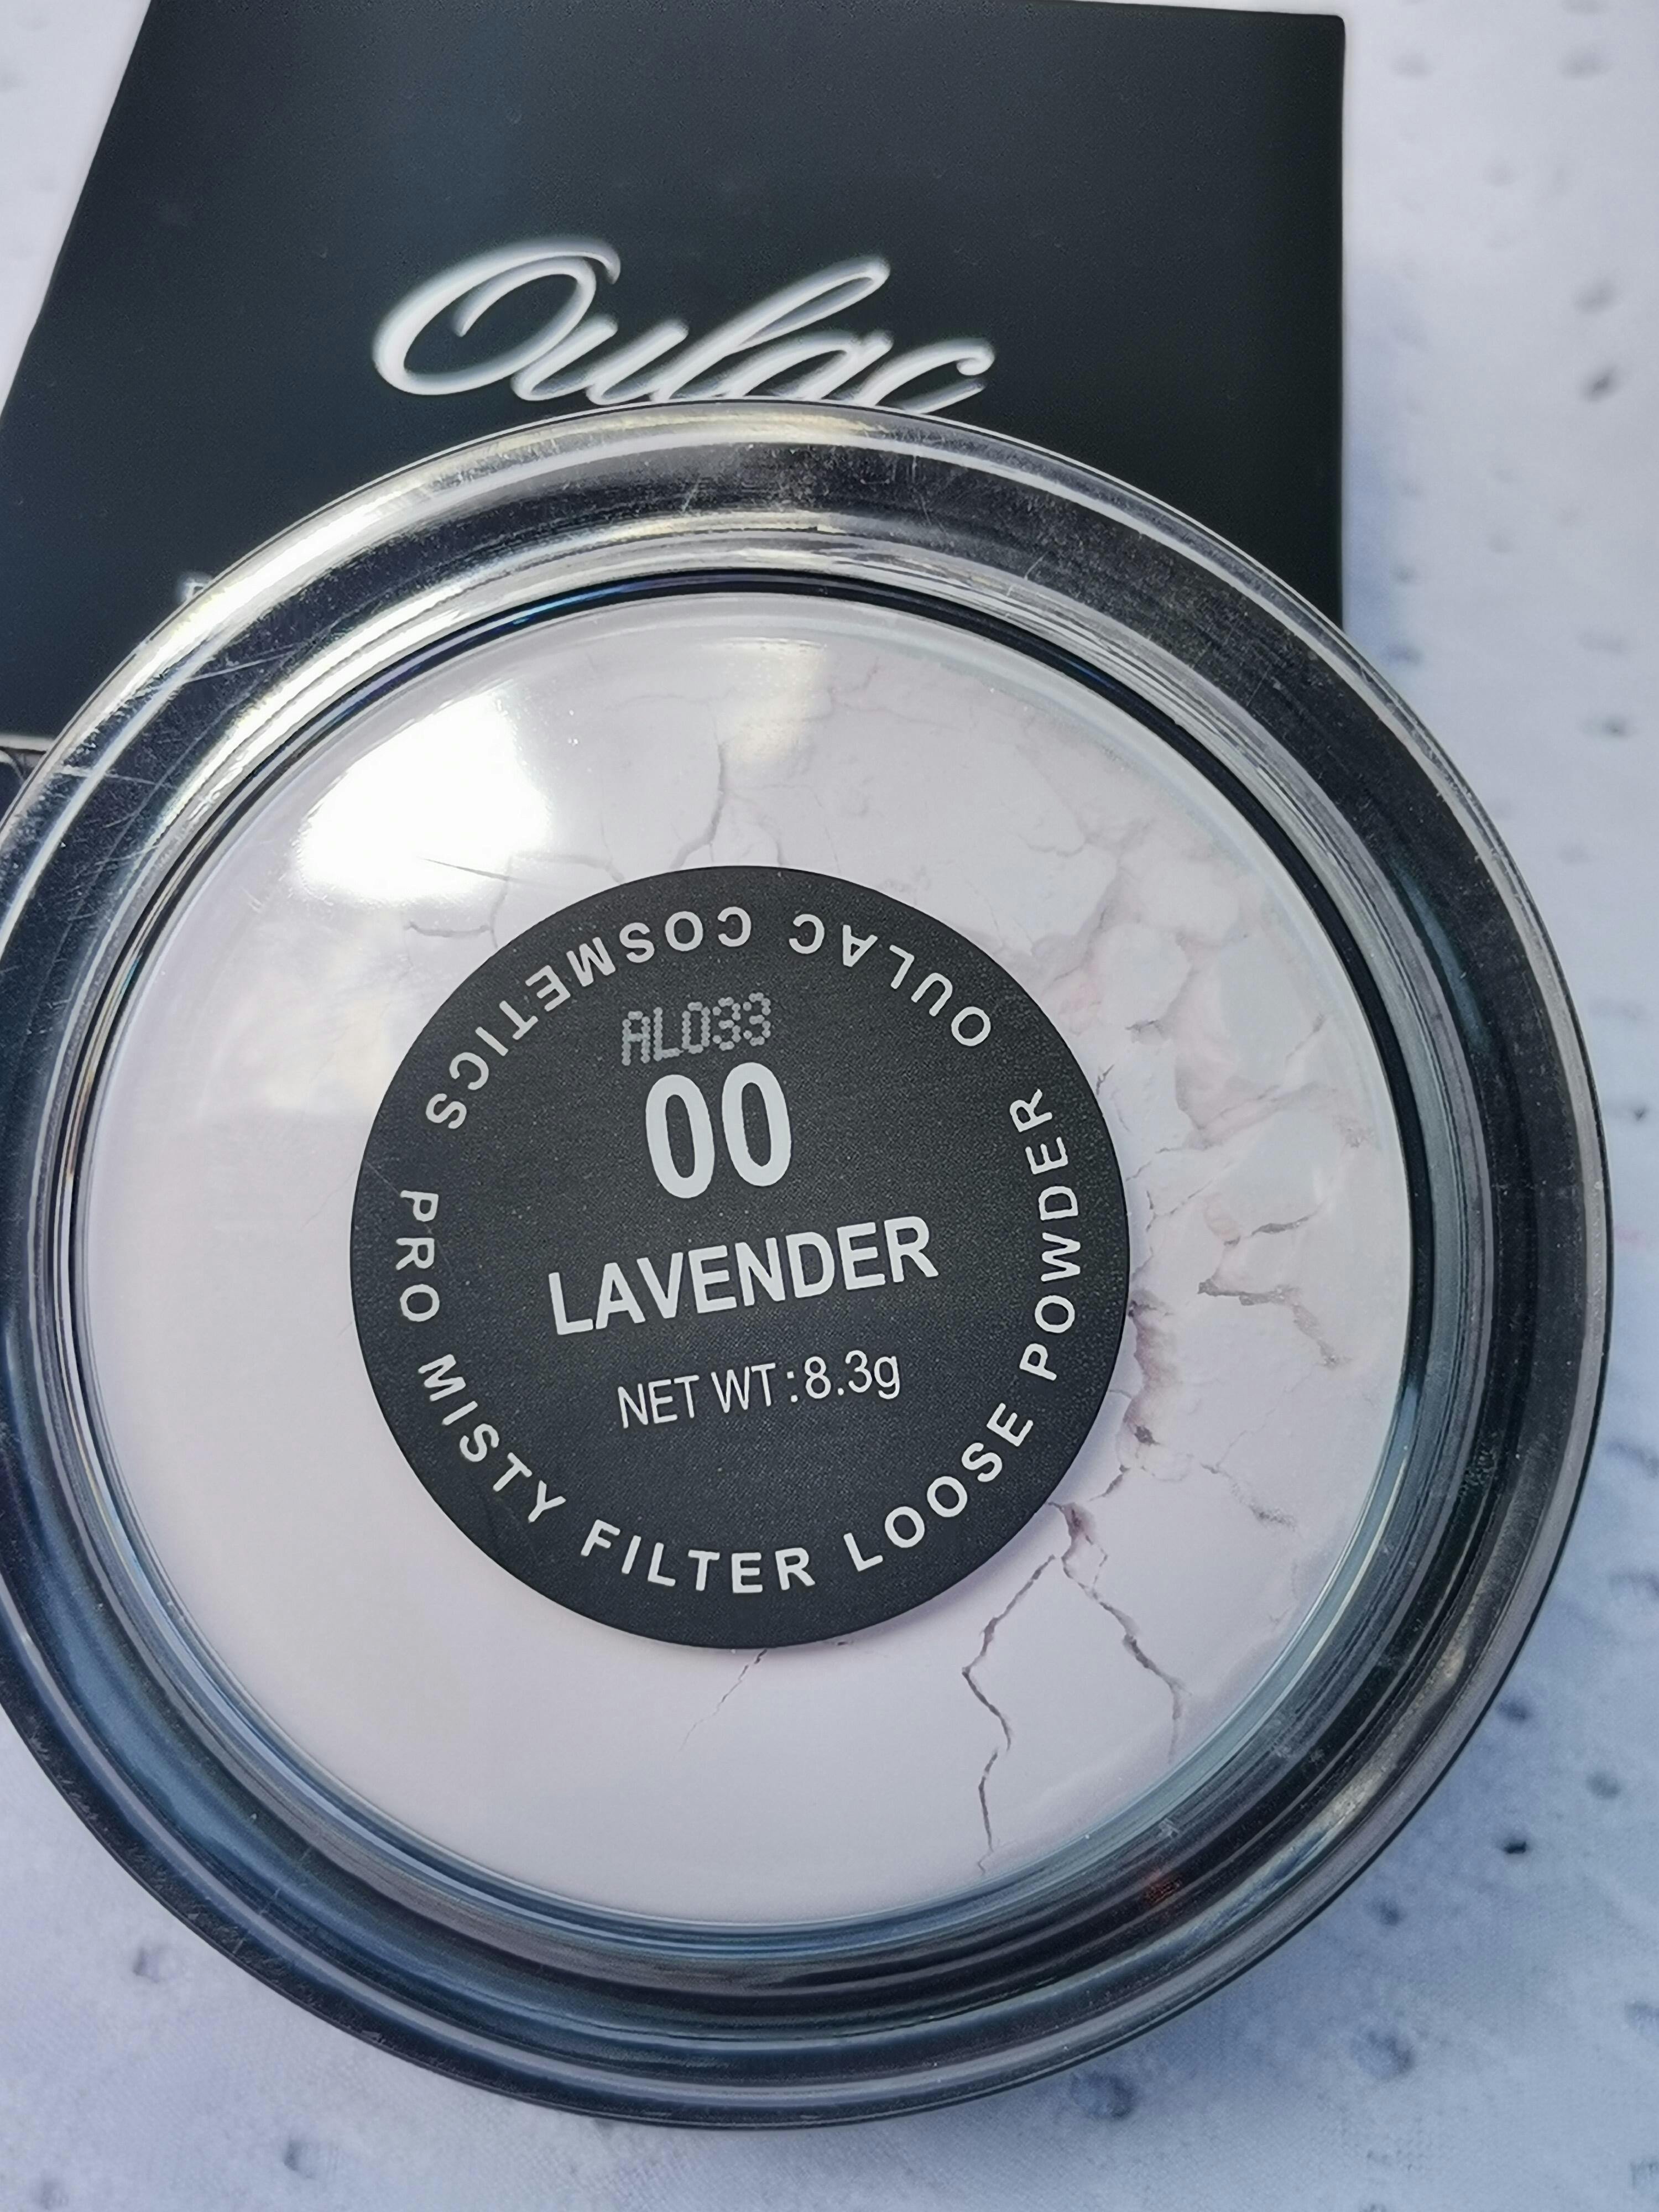 Oulac
OULAC COSMETICS
AL033
00
LAVENDER
NET WT:8.3g
PRO MISTY FILTER LOOSE POWDER